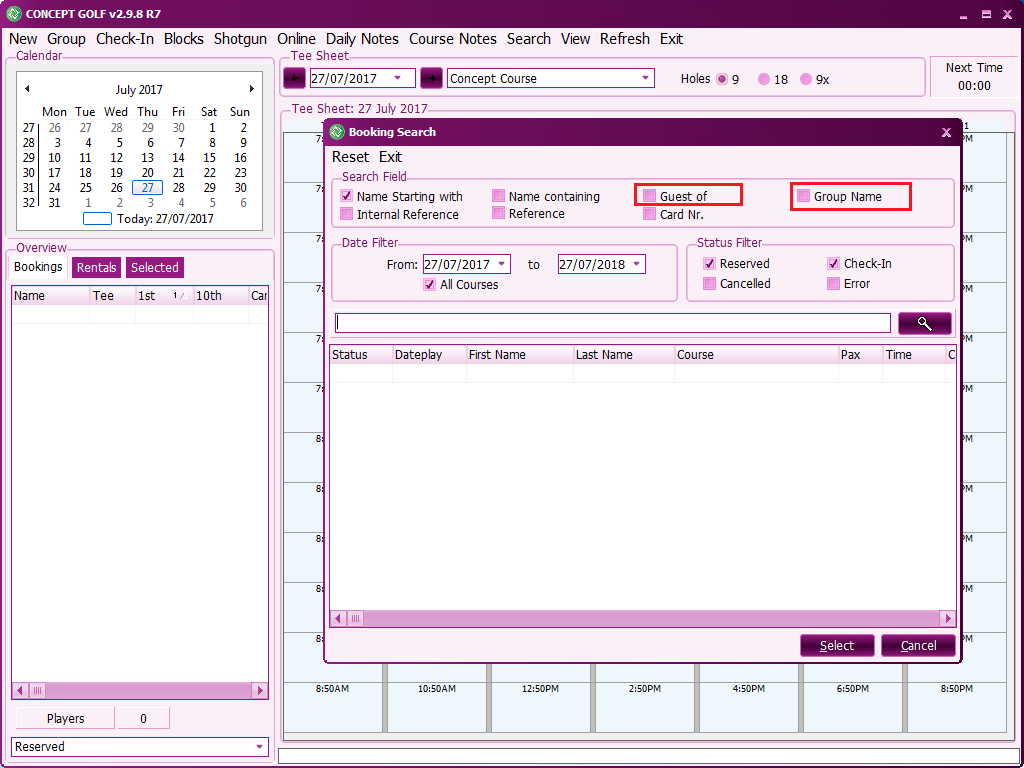 CONCEPT GOLF v2.9.8 R7
New Group Check-In Blocks Shotgun Online Daily Notes Course Notes Search View Refresh Exit
Calendar
July 2017
Mon Tue Wed Thu Fri Sat Sun
27 26 27 28 29 30 1 2
28 3 4 5 6 7 8 9
29 10 11 12 13 14 15 16
30 17 18 19 20 21 22 23
31 24 25 26 27 28 29 30
32 31 1 2 3 4 5 6
Today: 27/07/2017
Tee Sheet
27/07/2017 Concept Course Holes 9 18 9x
Next Time
00:00
Overview
Bookings Rentals Selected
Name Tee 1st 1 10th Car
Players 0
Reserved
Tee Sheet: 27 July 2017
Booking Search
Reset Exit
Search Field
Name Starting with Name containing Guest of Group Name
Internal Reference Reference Card Nr.
Date Filter
From: 27/07/2017 to 27/07/2018
All Courses
Status Filter
Reserved Check-In
Cancelled Error
Status Dateplay First Name Last Name Course Pax Time C
Select Cancel
8:50AM 10:50AM 12:50PM 2:50PM 4:50PM 6:50PM 8:50PM